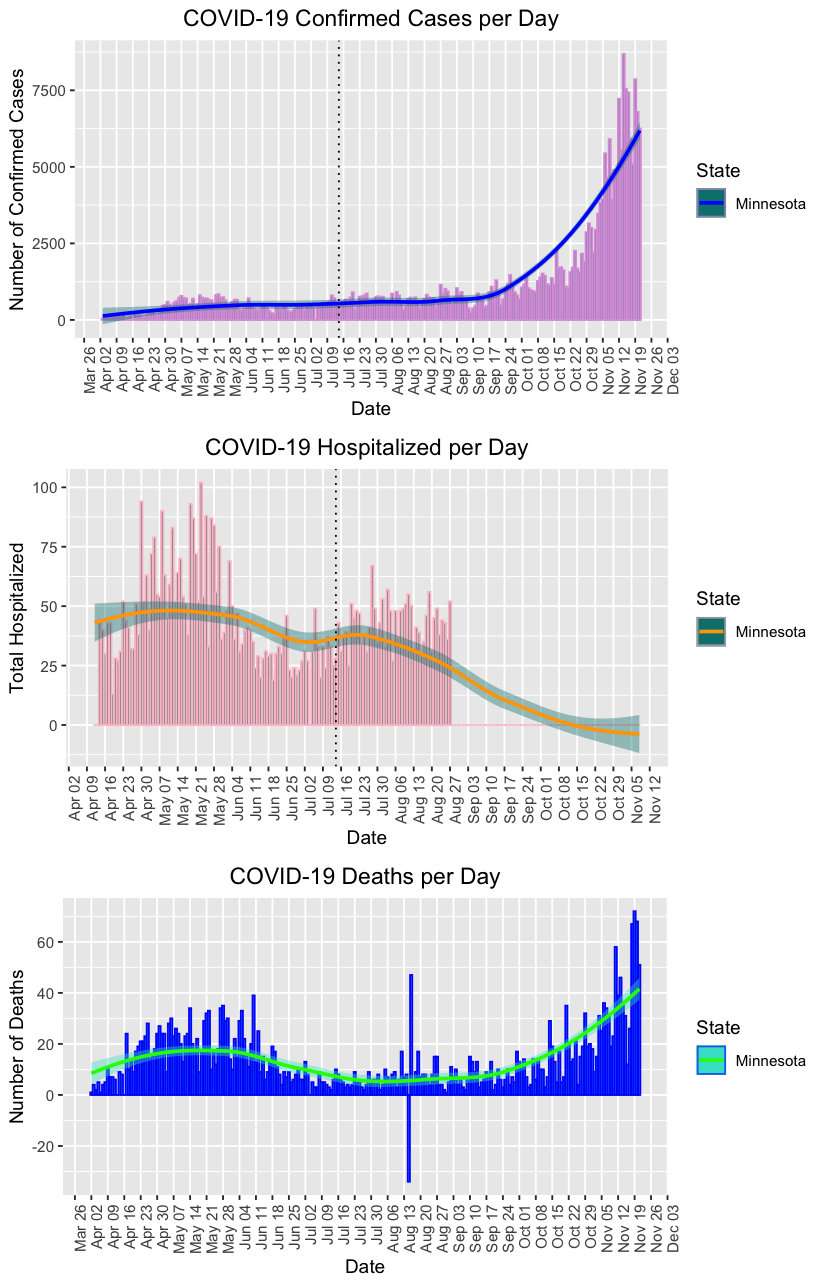 COVID-19 Confirmed Cases per Day
Number of Confirmed Cases
7500
5000
2500
0
Mar 26
Apr 02
Apr 09
Apr 16
Apr 23
Apr 30
May 07
May 14
May 21
May 28
Jun 04
Jun 11
Jun 18
Jun 25
Jul 02
Jul 09
Jul 16
Jul 23
Jul 30
Aug 06
Aug 13
Aug 20
Aug 27
Sep 03
Sep 10
Sep 17
Sep 24
Oct 01
Oct 08
Oct 15
Oct 22
Oct 29
Nov 05
Nov 12
Nov 19
Nov 26
Dec 03
Date
State
Minnesota
COVID-19 Hospitalized per Day
Total Hospitalized
100
75
50
25
0
Apr 02
Apr 09
Apr 16
Apr 23
Apr 30
May 07
May 14
May 21
May 28
Jun 04
Jun 11
Jun 18
Jun 25
Jul 02
Jul 09
Jul 16
Jul 23
Jul 30
Aug 06
Aug 13
Aug 20
Aug 27
Sep 03
Sep 10
Sep 17
Sep 24
Oct 01
Oct 08
Oct 15
Oct 22
Oct 29
Nov 05
Nov 12
Date
State
Minnesota
COVID-19 Deaths per Day
Number of Deaths
60
40
20
0
-20
Mar 26
Apr 02
Apr 09
Apr 16
Apr 23
Apr 30
May 07
May 14
May 21
May 28
Jun 04
Jun 11
Jun 18
Jun 25
Jul 02
Jul 09
Jul 16
Jul 23
Jul 30
Aug 06
Aug 13
Aug 20
Aug 27
Sep 03
Sep 10
Sep 17
Sep 24
Oct 01
Oct 08
Oct 15
Oct 22
Oct 29
Nov 05
Nov 12
Nov 19
Nov 26
Dec 03
Date
State
Minnesota